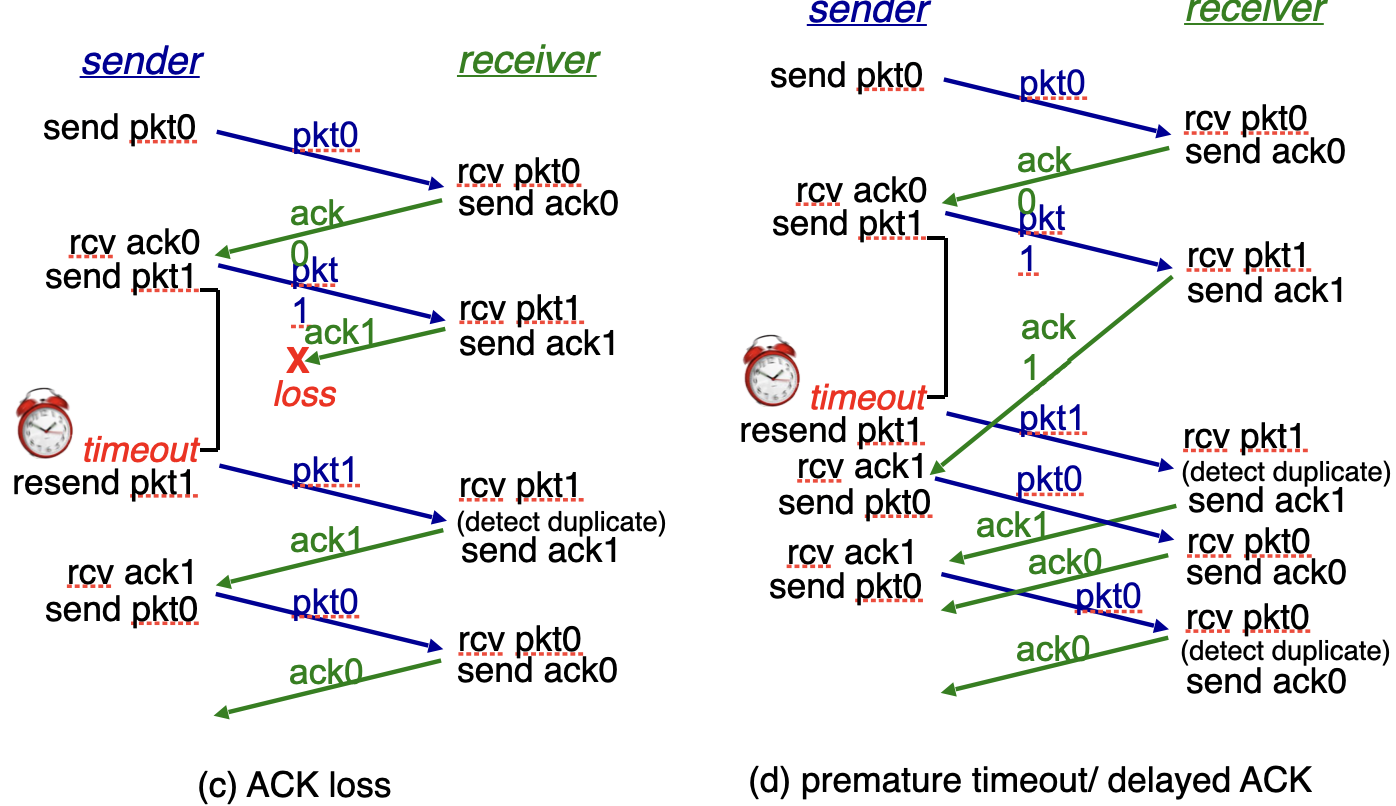 sender
receiver
send pkt0
pkt0
rcv pkt0
send ack0
ack
0
rcv ack0
send pkt1
pkt
1
rcv pkt1
send ack1
ack1
X
loss
timeout
resend pkt1
pkt1
rcv pkt1
(detect duplicate)
send ack1
ack1
rcv ack1
send pkt0
pkt0
rcv pkt0
send ack0
ack0
(c) ACK loss
sender
receiver
send pkt0
pkt0
rcv pkt0
send ack0
ack
0
rcv ack0
send pkt1
pkt
1
rcv pkt1
send ack1
ack
1
timeout
resend pkt1
pkt1
rcv pkt1
(detect duplicate)
send ack1
rcv ack1
send pkt0
pkt0
ack1
rcv pkt0
send ack0
rcv ack1
send pkt0
ack0
pkt0
rcv pkt0
(detect duplicate)
send ack0
ack0
(d) premature timeout/ delayed ACK